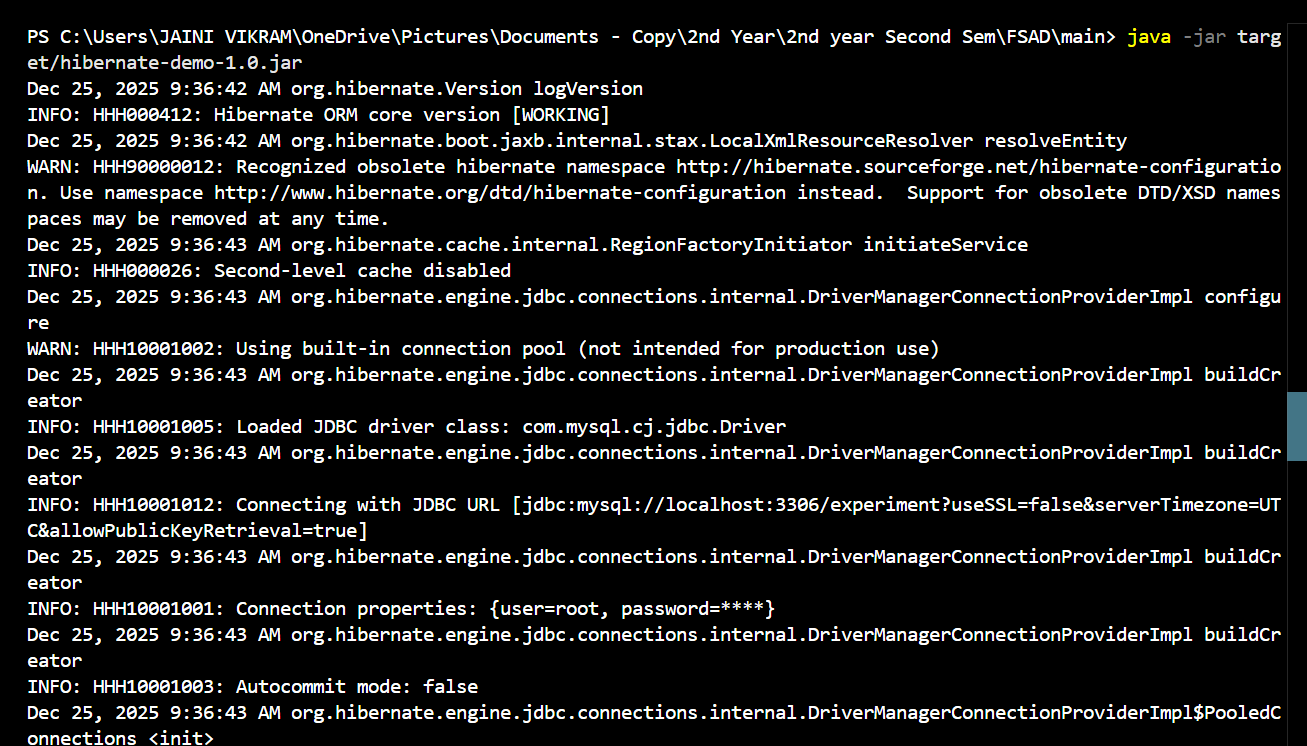 PS C:\Users\JAINI VIKRAM\OneDrive\Pictures\Documents - Copy\2nd Year\2nd year Second Sem\FSAD\main> java -jar targ
et/hibernate-demo-1.0.jar
Dec 25, 2025 9:36:42 AM org.hibernate.Version logVersion
INFO: HHH000412: Hibernate ORM core version [WORKING]
Dec 25, 2025 9:36:42 AM org.hibernate.boot.jaxb.internal.stax.LocalXmlResourceResolver resolveEntity
WARN: HHH90000012: Recognized obsolete hibernate namespace http://hibernate.sourceforge.net/hibernate-configuratio
n. Use namespace http://www.hibernate.org/dtd/hibernate-configuration instead.  Support for obsolete DTD/XSD names
paces may be removed at any time.
Dec 25, 2025 9:36:43 AM org.hibernate.cache.internal.RegionFactoryInitiator initiateService
INFO: HHH000026: Second-level cache disabled
Dec 25, 2025 9:36:43 AM org.hibernate.engine.jdbc.connections.internal.DriverManagerConnectionProviderImpl configu
re
WARN: HHH10001002: Using built-in connection pool (not intended for production use)
Dec 25, 2025 9:36:43 AM org.hibernate.engine.jdbc.connections.internal.DriverManagerConnectionProviderImpl buildCr
eator
INFO: HHH10001005: Loaded JDBC driver class: com.mysql.cj.jdbc.Driver
Dec 25, 2025 9:36:43 AM org.hibernate.engine.jdbc.connections.internal.DriverManagerConnectionProviderImpl buildCr
eator
INFO: HHH10001012: Connecting with JDBC URL [jdbc:mysql://localhost:3306/experiment?useSSL=false&serverTimezone=UT
C&allowPublicKeyRetrieval=true]
Dec 25, 2025 9:36:43 AM org.hibernate.engine.jdbc.connections.internal.DriverManagerConnectionProviderImpl buildCr
eator
INFO: HHH10001001: Connection properties: {user=root, password=****}
Dec 25, 2025 9:36:43 AM org.hibernate.engine.jdbc.connections.internal.DriverManagerConnectionProviderImpl buildCr
eator
INFO: HHH10001003: Autocommit mode: false
Dec 25, 2025 9:36:43 AM org.hibernate.engine.jdbc.connections.internal.DriverManagerConnectionProviderImpl$PooledC
onnections <init>